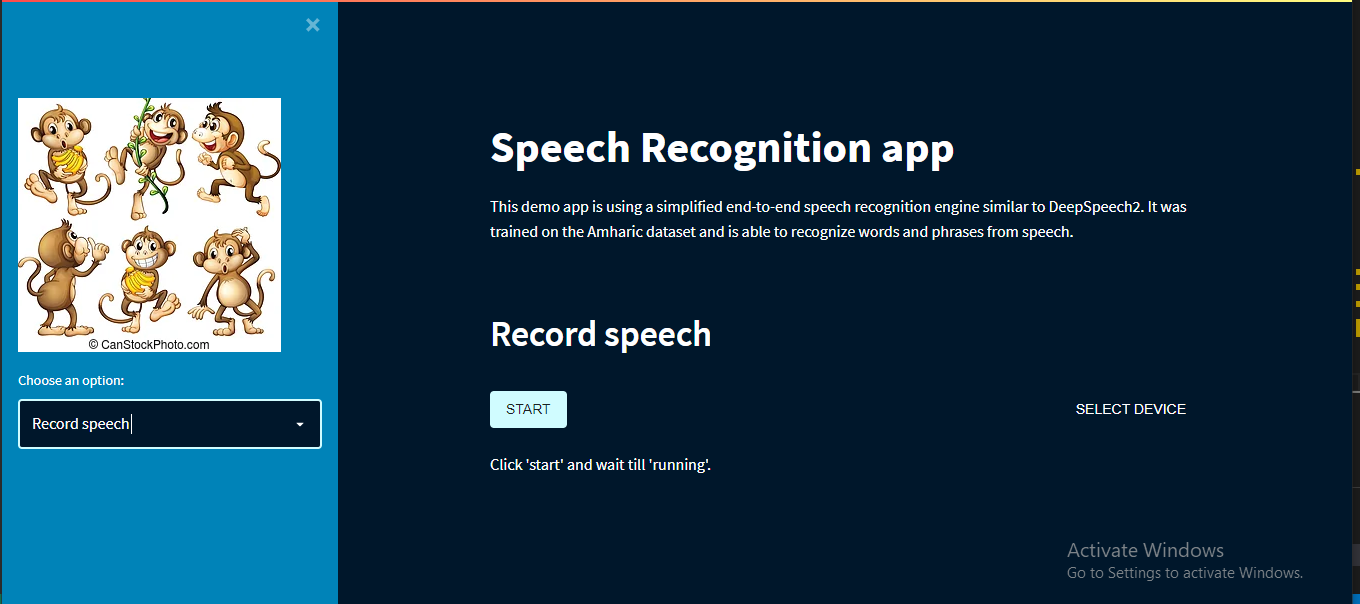 © CanStockPhoto.com
Choose an option:
Record speech
Speech Recognition app
This demo app is using a simplified end-to-end speech recognition engine similar to DeepSpeech2. It was
trained on the Amharic dataset and is able to recognize words and phrases from speech.
Record speech
START
SELECT DEVICE
Click 'start' and wait till 'running'.
Activate Windows
Go to Settings to activate Windows.